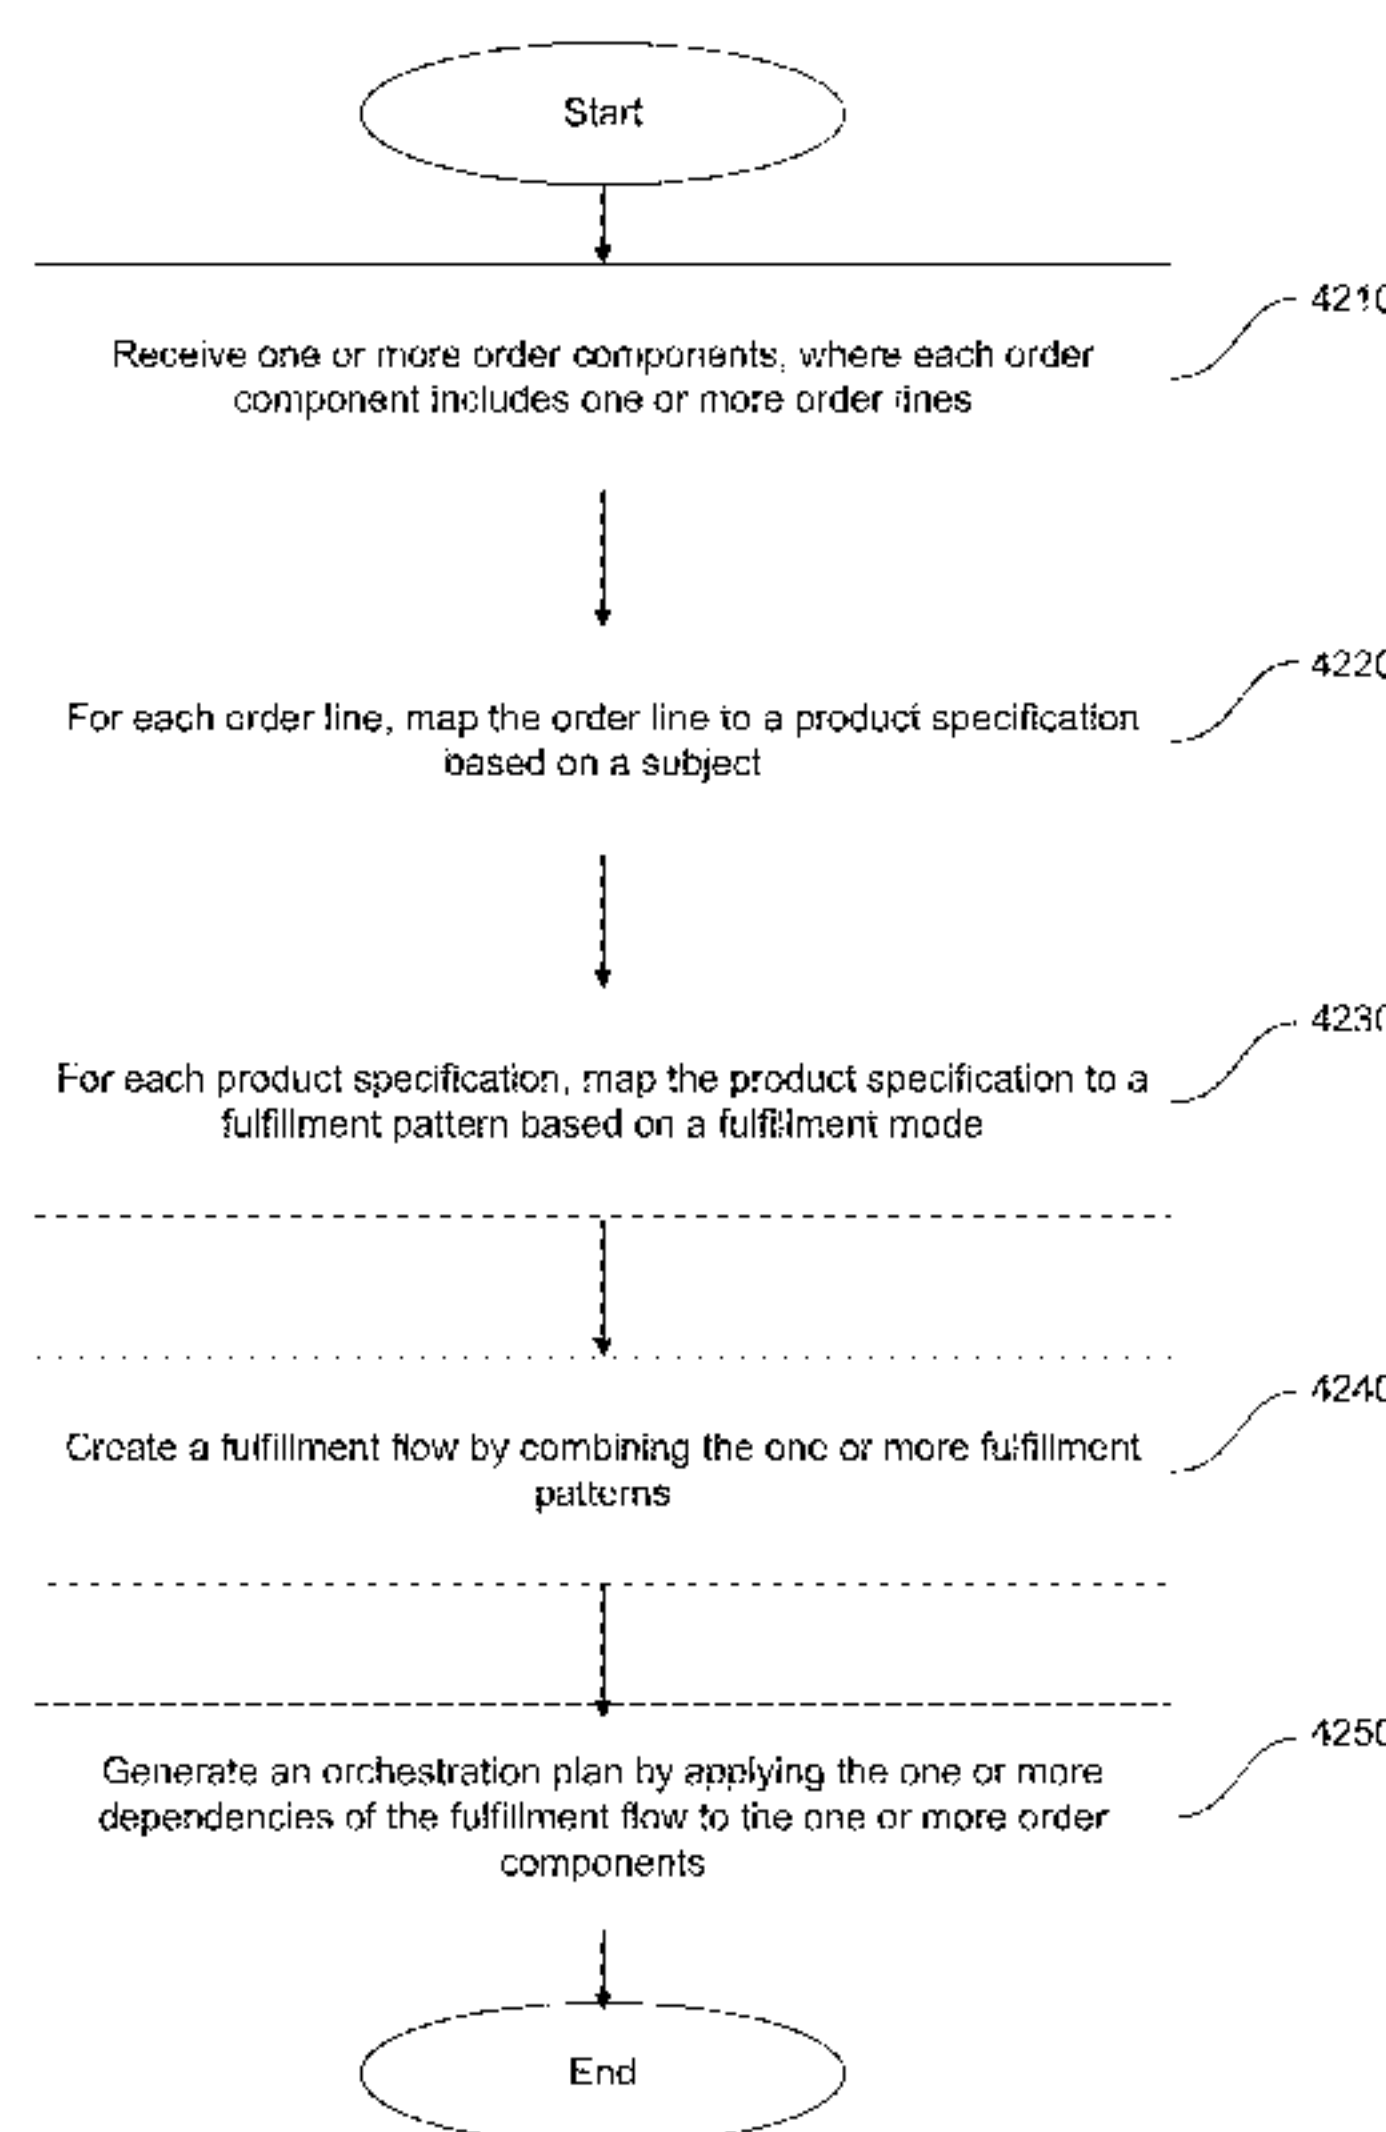 Start
4210
Receive one or more order components, where each order
component includes one or more order lines
4220
For each order line, map the order line to a product specification
based on a subject
4230
For each product specification, map the product specification to a
fulfillment pattern based on a fulfillment mode
4240
Create a fulfillment flow by combining the one or more fulfillment
patterns
4250
Generate an orchestration plan by applying the one or more
dependencies of the fulfillment flow to the one or more order
components
End